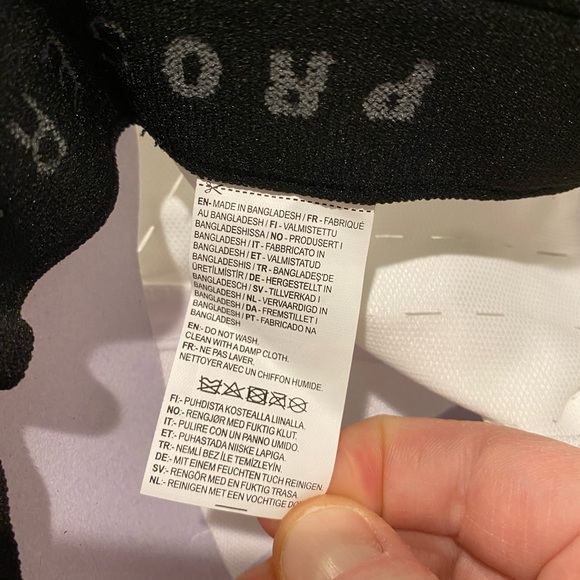 PRO
EN- MADE IN BANGLADESH / FR - FABRIQUÉ
AU BANGLADESH / FI - VALMISTETTU
BANGLADESHISSA / NO - PRODUSERT I
BANGLADESH / IT - FABBRICATO IN
BANGLADESH / ET - VALMISTATUD
BANGLADESHIS / TR - BANGLADEŞ'DE
ÜRETİLMİSTİR / DE - HERGESTELLT IN
BANGLADESCH / SV - TILLVERKAD I
BANGLADESH / NL - VERVAARDIGD IN
BANGLADESH / DA - FREMSTILLET I
BANGLADESH / PT - FABRICADO NA
BANGLADESH
EN:- DO NOT WASH.
CLEAN WITH A DAMP CLOTH.
FR:- NE PAS LAVER.
NETTOYER AVEC UN CHIFFON HUMIDE.
FI:- PUHDISTA KOSTEALLA LIINALLA.
NO:- RENGJØR MED FUKTIG KLUT.
IT:- PULIRE CON UN PANNO UMIDO.
ET:- PUHASTADA NIISKE LAPIGA.
TR:- NEMLİ BEZ İLE TEMİZLEYİN.
DE:- MIT EINEM FEUCHTEN TUCH REINIGEN.
SV:- RENGÖR MED EN FUKTIG TRASA.
NL:- REINIGEN MET EEN VOCHTIGE